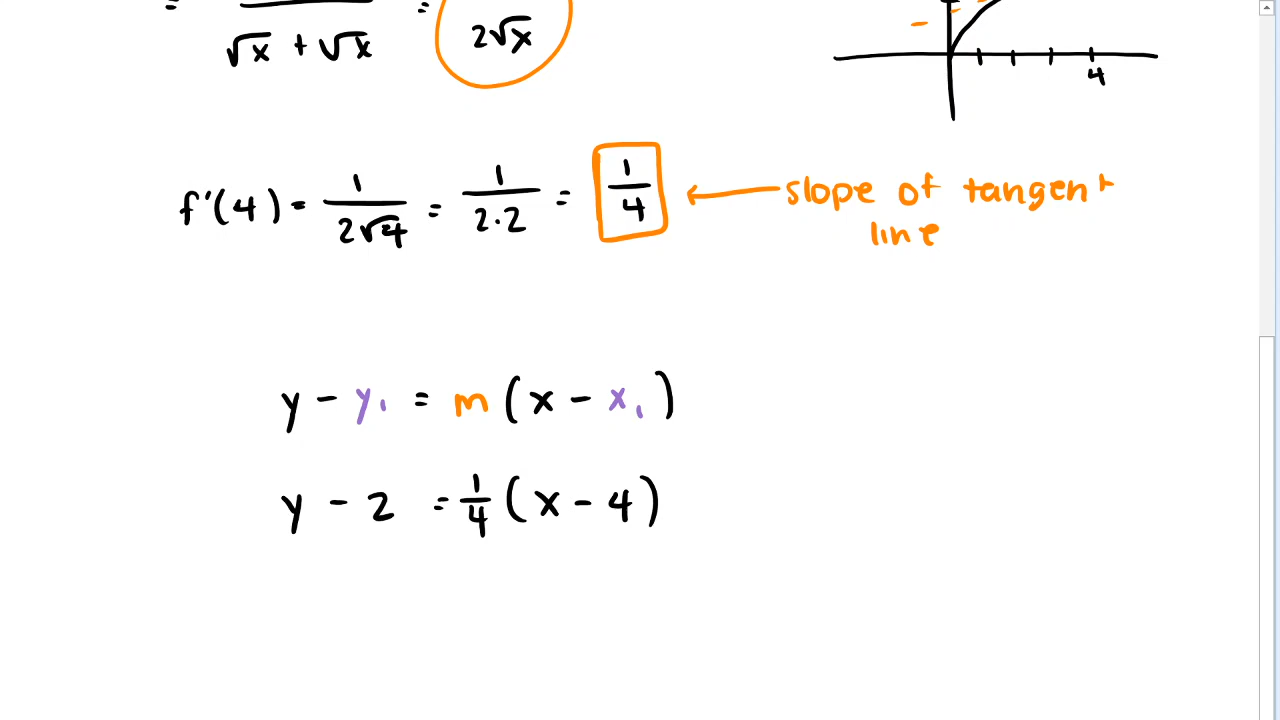 = ——— =
√x + √x 2√x
4
f'(4) = 1/(2√4) = 1/(2·2) = 1/4 ← slope of tangent
line
y - y₁ = m(x - x₁)
y - 2 = 1/4(x - 4)